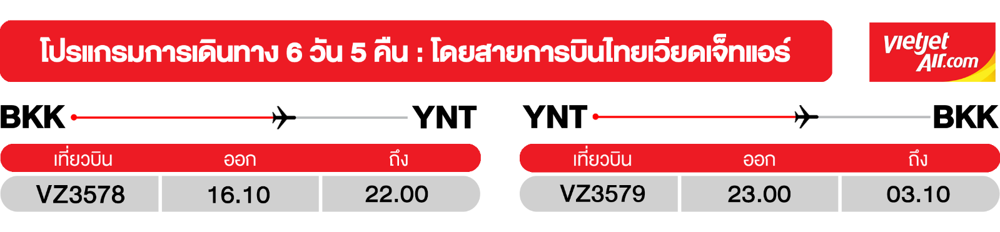 โปรแกรมการเดินทาง 6 วัน 5 คืน : โดยสายการบินไทยเวียดเจ็ทแอร์
vietjet
Air.com
BKK YNT
เที่ยวบิน ออก ถึง
VZ3578 16.10 22.00
YNT BKK
เที่ยวบิน ออก ถึง
VZ3579 23.00 03.10